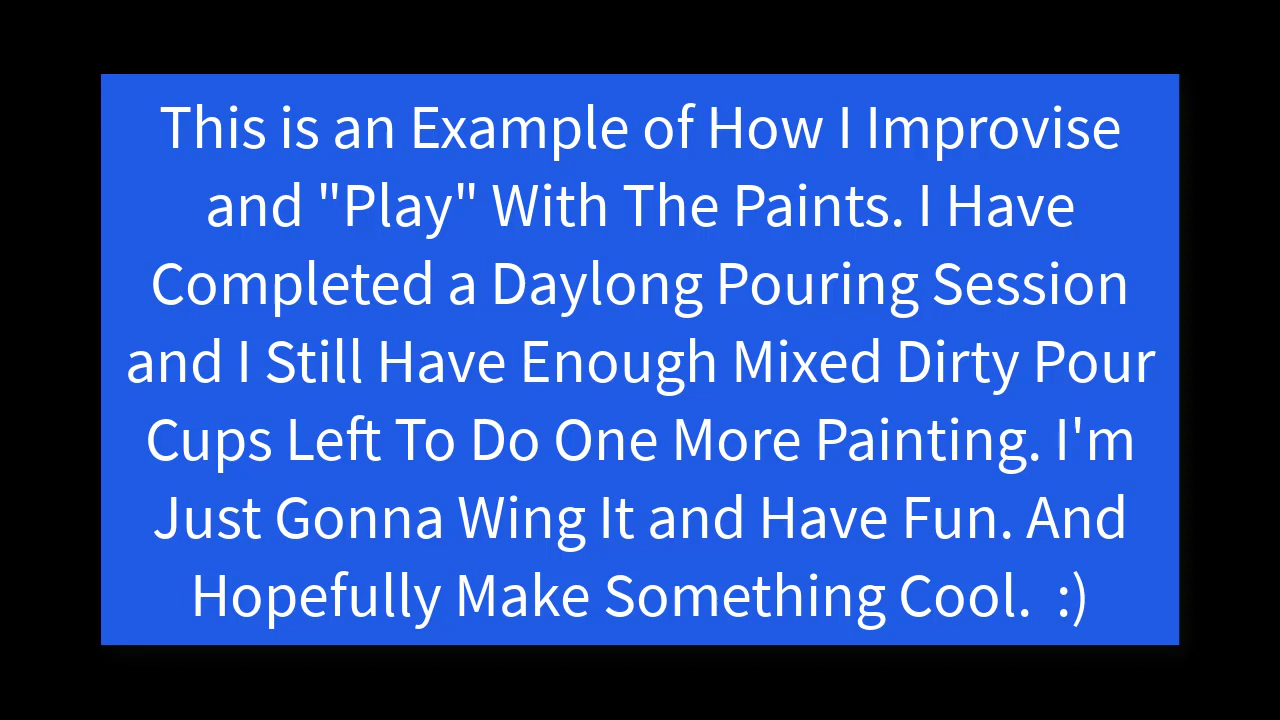 This is an Example of How I Improvise
and "Play" With The Paints. I Have
Completed a Daylong Pouring Session
and I Still Have Enough Mixed Dirty Pour
Cups Left To Do One More Painting. I'm
Just Gonna Wing It and Have Fun. And
Hopefully Make Something Cool.  :)